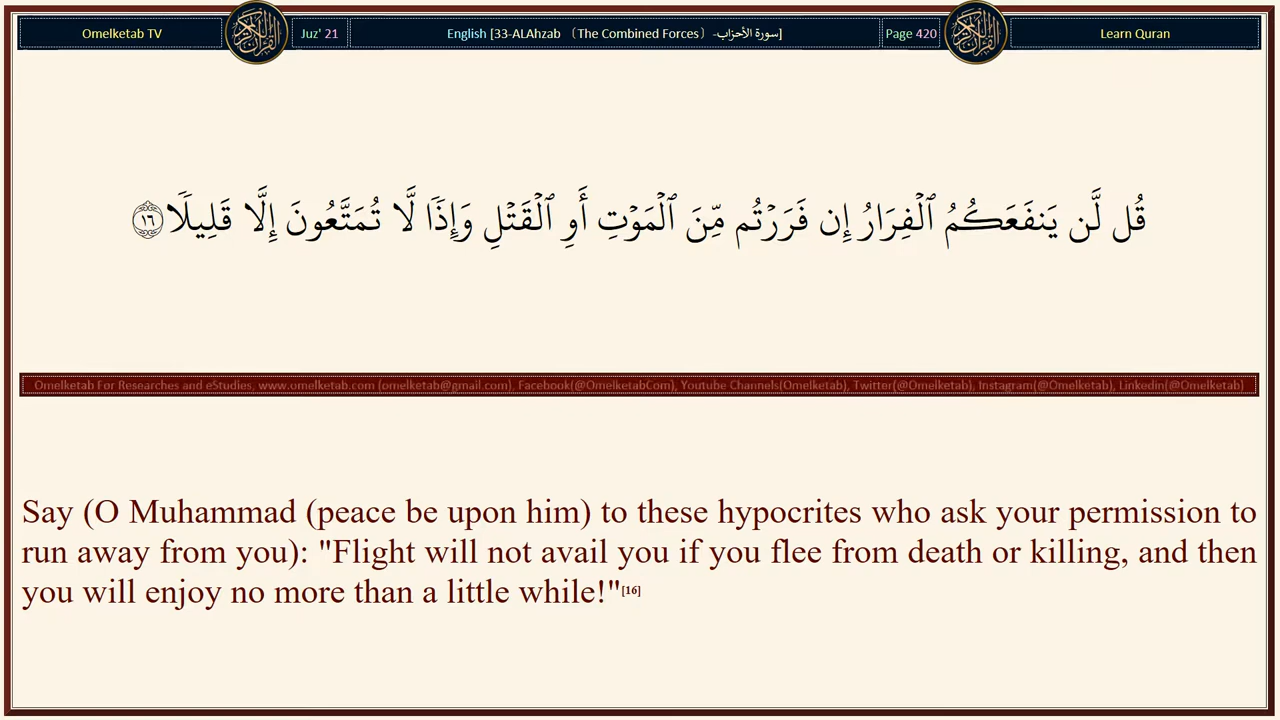 Omelketab TV
Juz' 21
English [33-ALAhzab （The Combined Forces）-سورة الأحزاب]
Page 420
Learn Quran
قُل لَّن يَنفَعَكُمُ ٱلۡفِرَارُ إِن فَرَرۡتُم مِّنَ ٱلۡمَوۡتِ أَوِ ٱلۡقَتۡلِ وَإِذٗا لَّا تُمَتَّعُونَ إِلَّا قَلِيلٗا ١٦
Omelketab For Researches and eStudies, www.omelketab.com (omelketab@gmail.com), Facebook(@OmelketabCom), Youtube Channels(Omelketab), Twitter(@Omelketab), Instagram(@Omelketab), Linkedin(@Omelketab)
Say (O Muhammad (peace be upon him) to these hypocrites who ask your permission to
run away from you): "Flight will not avail you if you flee from death or killing, and then
you will enjoy no more than a little while!"[16]